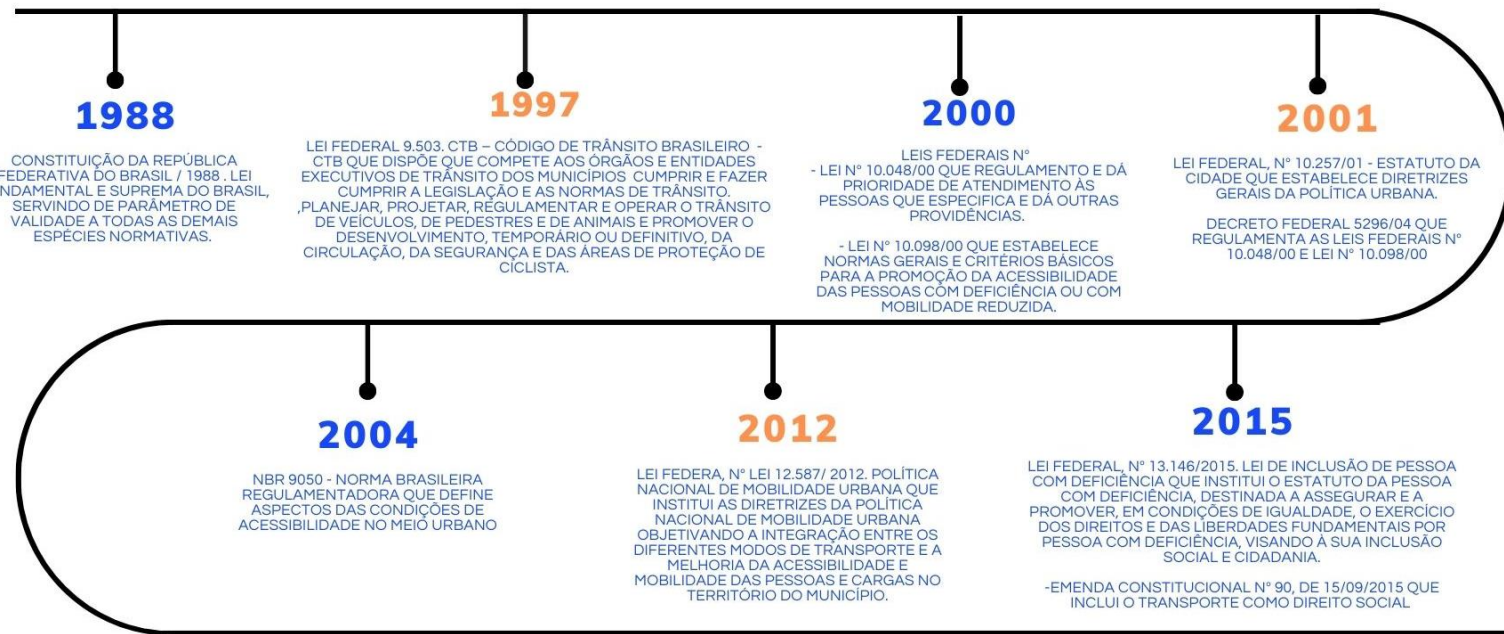 1988
CONSTITUIÇÃO DA REPÚBLICA
FEDERATIVA DO BRASIL / 1988 . LEI
NDAMENTAL E SUPREMA DO BRASIL,
SERVINDO DE PARÂMETRO DE
VALIDADE A TODAS AS DEMAIS
ESPÉCIES NORMATIVAS.
1997
LEI FEDERAL 9.503. CTB – CÓDIGO DE TRÂNSITO BRASILEIRO -
CTB QUE DISPÕE QUE COMPETE AOS ÓRGÃOS E ENTIDADES
EXECUTIVOS DE TRÂNSITO DOS MUNICÍPIOS CUMPRIR E FAZER
CUMPRIR A LEGISLAÇÃO E AS NORMAS DE TRÂNSITO.
,PLANEJAR, PROJETAR, REGULAMENTAR E OPERAR O TRÂNSITO
DE VEÍCULOS, DE PEDESTRES E DE ANIMAIS E PROMOVER O
DESENVOLVIMENTO, TEMPORÁRIO OU DEFINITIVO, DA
CIRCULAÇÃO, DA SEGURANÇA E DAS ÁREAS DE PROTEÇÃO DE
CICLISTA.
2000
LEIS FEDERAIS N°
- LEI N° 10.048/00 QUE REGULAMENTO E DÁ
PRIORIDADE DE ATENDIMENTO ÀS
PESSOAS QUE ESPECIFICA E DÁ OUTRAS
PROVIDÊNCIAS.
- LEI N° 10.098/00 QUE ESTABELECE
NORMAS GERAIS E CRITÉRIOS BÁSICOS
PARA A PROMOÇÃO DA ACESSIBILIDADE
DAS PESSOAS COM DEFICIÊNCIA OU COM
MOBILIDADE REDUZIDA.
2001
LEI FEDERAL, N° 10.257/01 - ESTATUTO DA
CIDADE QUE ESTABELECE DIRETRIZES
GERAIS DA POLÍTICA URBANA.
DECRETO FEDERAL 5296/04 QUE
REGULAMENTA AS LEIS FEDERAIS N°
10.048/00 E LEI N° 10.098/00
2004
NBR 9050 - NORMA BRASILEIRA
REGULAMENTADORA QUE DEFINE
ASPECTOS DAS CONDIÇÕES DE
ACESSIBILIDADE NO MEIO URBANO
2012
LEI FEDERA, N° LEI 12.587/ 2012. POLÍTICA
NACIONAL DE MOBILIDADE URBANA QUE
INSTITUI AS DIRETRIZES DA POLÍTICA
NACIONAL DE MOBILIDADE URBANA
OBJETIVANDO A INTEGRAÇÃO ENTRE OS
DIFERENTES MODOS DE TRANSPORTE E A
MELHORIA DA ACESSIBILIDADE E
MOBILIDADE DAS PESSOAS E CARGAS NO
TERRITÓRIO DO MUNICÍPIO.
2015
LEI FEDERAL, N° 13.146/2015. LEI DE INCLUSÃO DE PESSOA
COM DEFICIÊNCIA QUE INSTITUI O ESTATUTO DA PESSOA
COM DEFICIÊNCIA, DESTINADA A ASSEGURAR E A
PROMOVER, EM CONDIÇÕES DE IGUALDADE, O EXERCÍCIO
DOS DIREITOS E DAS LIBERDADES FUNDAMENTAIS POR
PESSOA COM DEFICIÊNCIA, VISANDO À SUA INCLUSÃO
SOCIAL E CIDADANIA.
-EMENDA CONSTITUCIONAL N° 90, DE 15/09/2015 QUE
INCLUI O TRANSPORTE COMO DIREITO SOCIAL